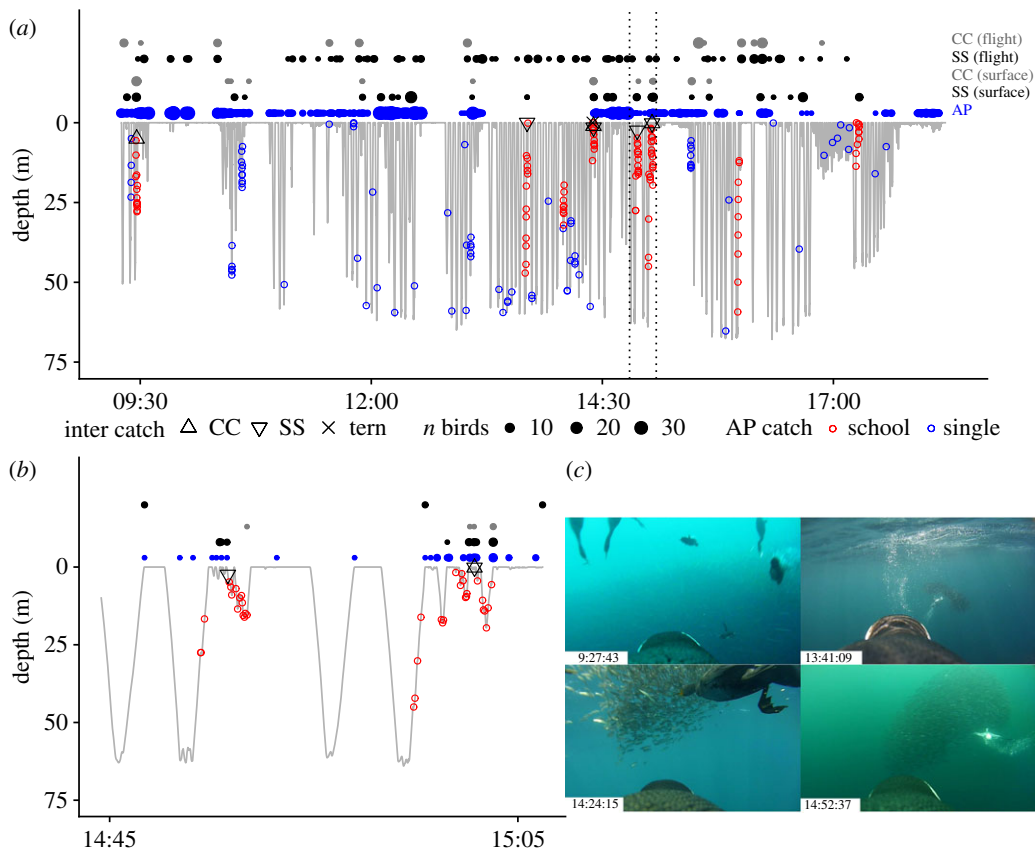 (a)
CC (flight)
SS (flight)
CC (surface)
SS (surface)
AP
0
25
50
75
depth (m)
09:30 12:00 14:30 17:00
inter catch CC SS tern n birds 10 20 30 AP catch school single
(b)
0
25
50
75
depth (m)
14:45 15:05
(c)
9:27:43
13:41:09
14:24:15
14:52:37